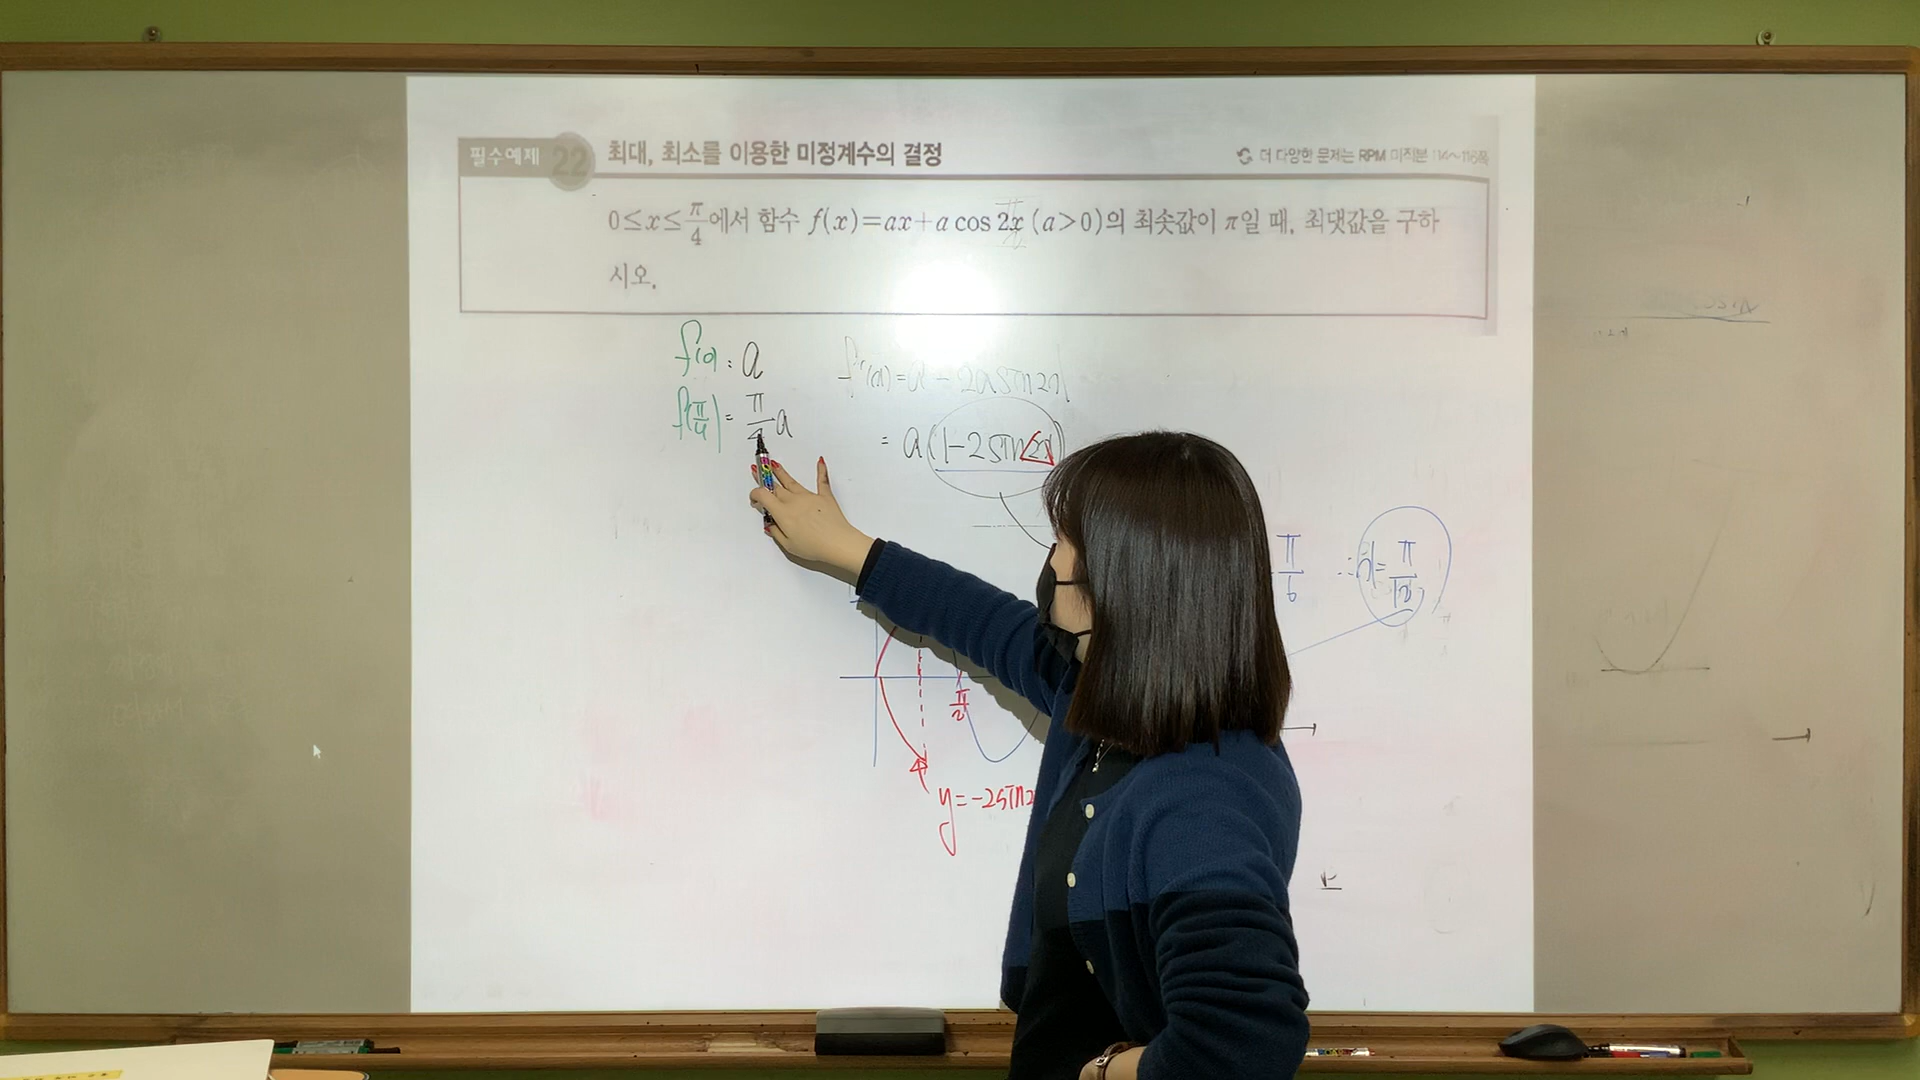 필수예제 22 최대, 최소를 이용한 미정계수의 결정
더 다양한 문제는 RPM 미적분 114~116쪽
0≤x≤π/4에서 함수 f(x)=ax+a cos 2x (a>0)의 최솟값이 π일 때, 최댓값을 구하
시오.
f(0) = a
f'(x) = a - 2a sin2x
f(π/4) = π/4 a
= a(1-2sin2x)
π/6 ∴ x = π/12
π/2
y=-2sin2